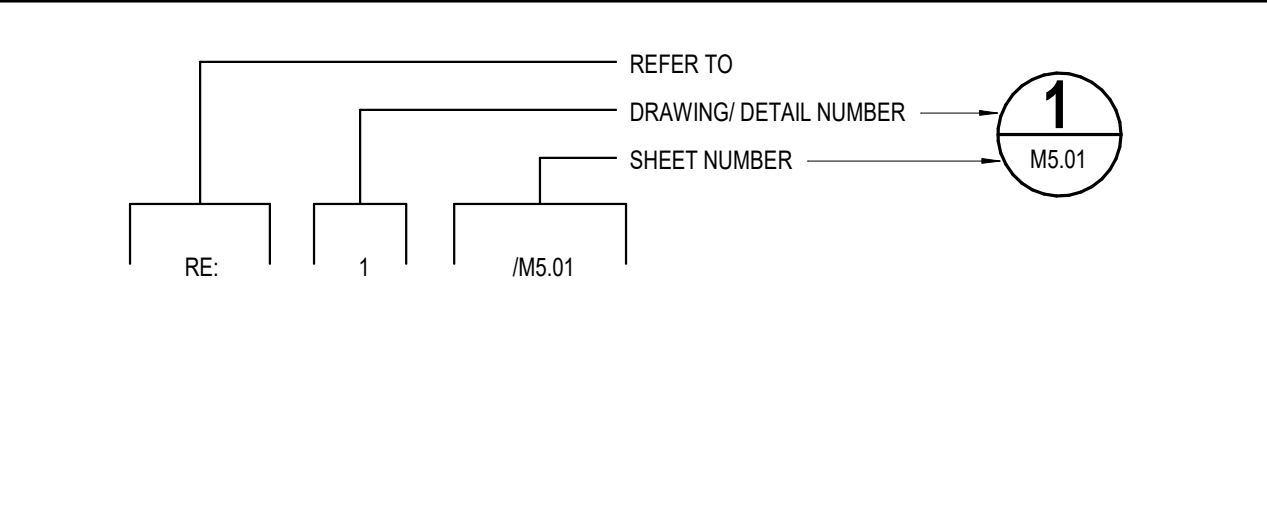 REFER TO
DRAWING/ DETAIL NUMBER
1
SHEET NUMBER
M5.01
RE:
1
/M5.01